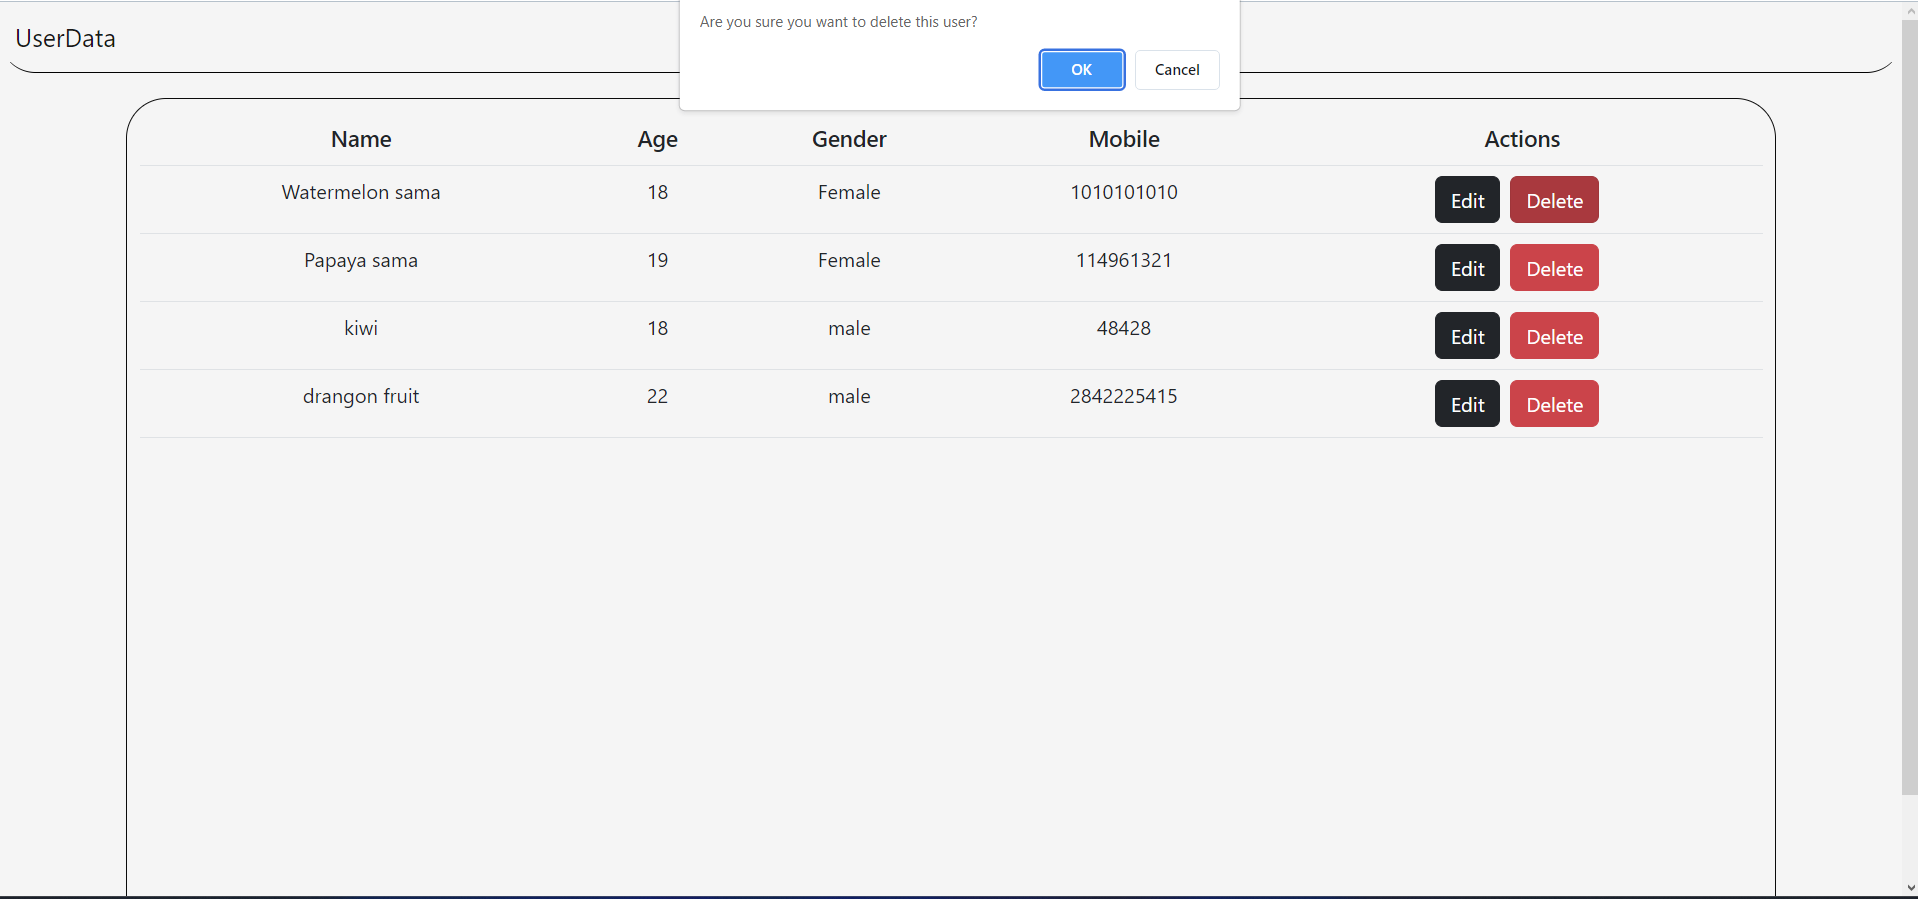 Are you sure you want to delete this user?
UserData
OK Cancel
Name Age Gender Mobile Actions
Watermelon sama 18 Female 1010101010 Edit Delete
Papaya sama 19 Female 114961321 Edit Delete
kiwi 18 male 48428 Edit Delete
drangon fruit 22 male 2842225415 Edit Delete